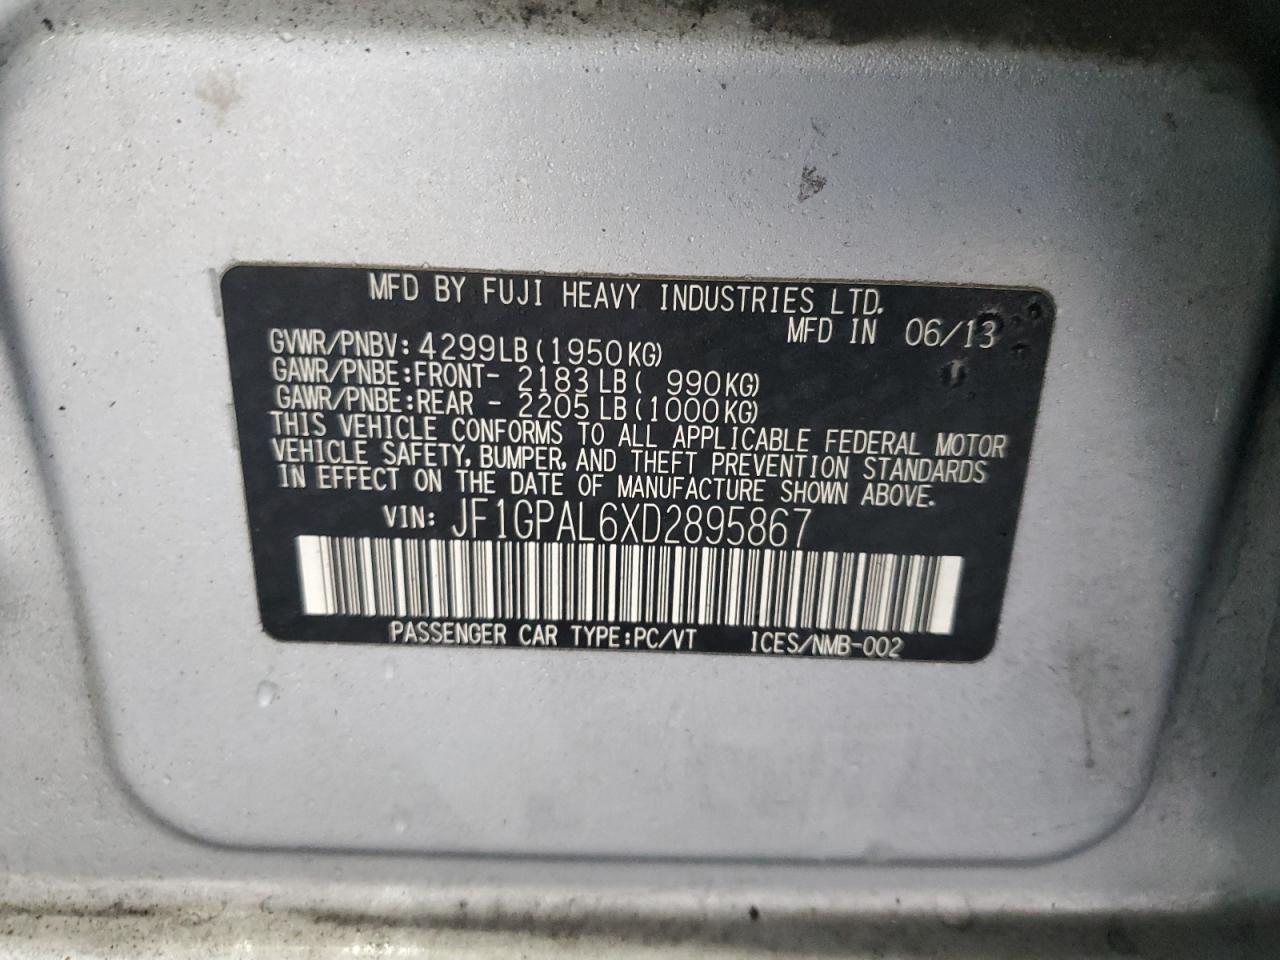 MFD BY FUJI HEAVY INDUSTRIES LTD.
MFD IN 06/13
GVWR/PNBV: 4299LB(1950KG)
GAWR/PNBE:FRONT- 2183LB( 990KG)
GAWR/PNBE:REAR - 2205LB(1000KG)
THIS VEHICLE CONFORMS TO ALL APPLICABLE FEDERAL MOTOR
VEHICLE SAFETY, BUMPER, AND THEFT PREVENTION STANDARDS
IN EFFECT ON THE DATE OF MANUFACTURE SHOWN ABOVE.
VIN: JF1GPAL6XD2895867
PASSENGER CAR TYPE:PC/VT ICES/NMB-002